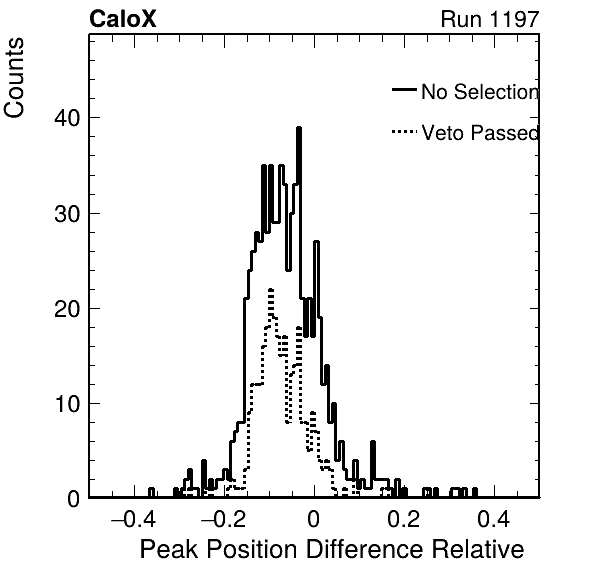 CaloX Run 1197
Counts
No Selection
Veto Passed
40
30
20
10
0
−0.4 −0.2 0 0.2 0.4
Peak Position Difference Relative